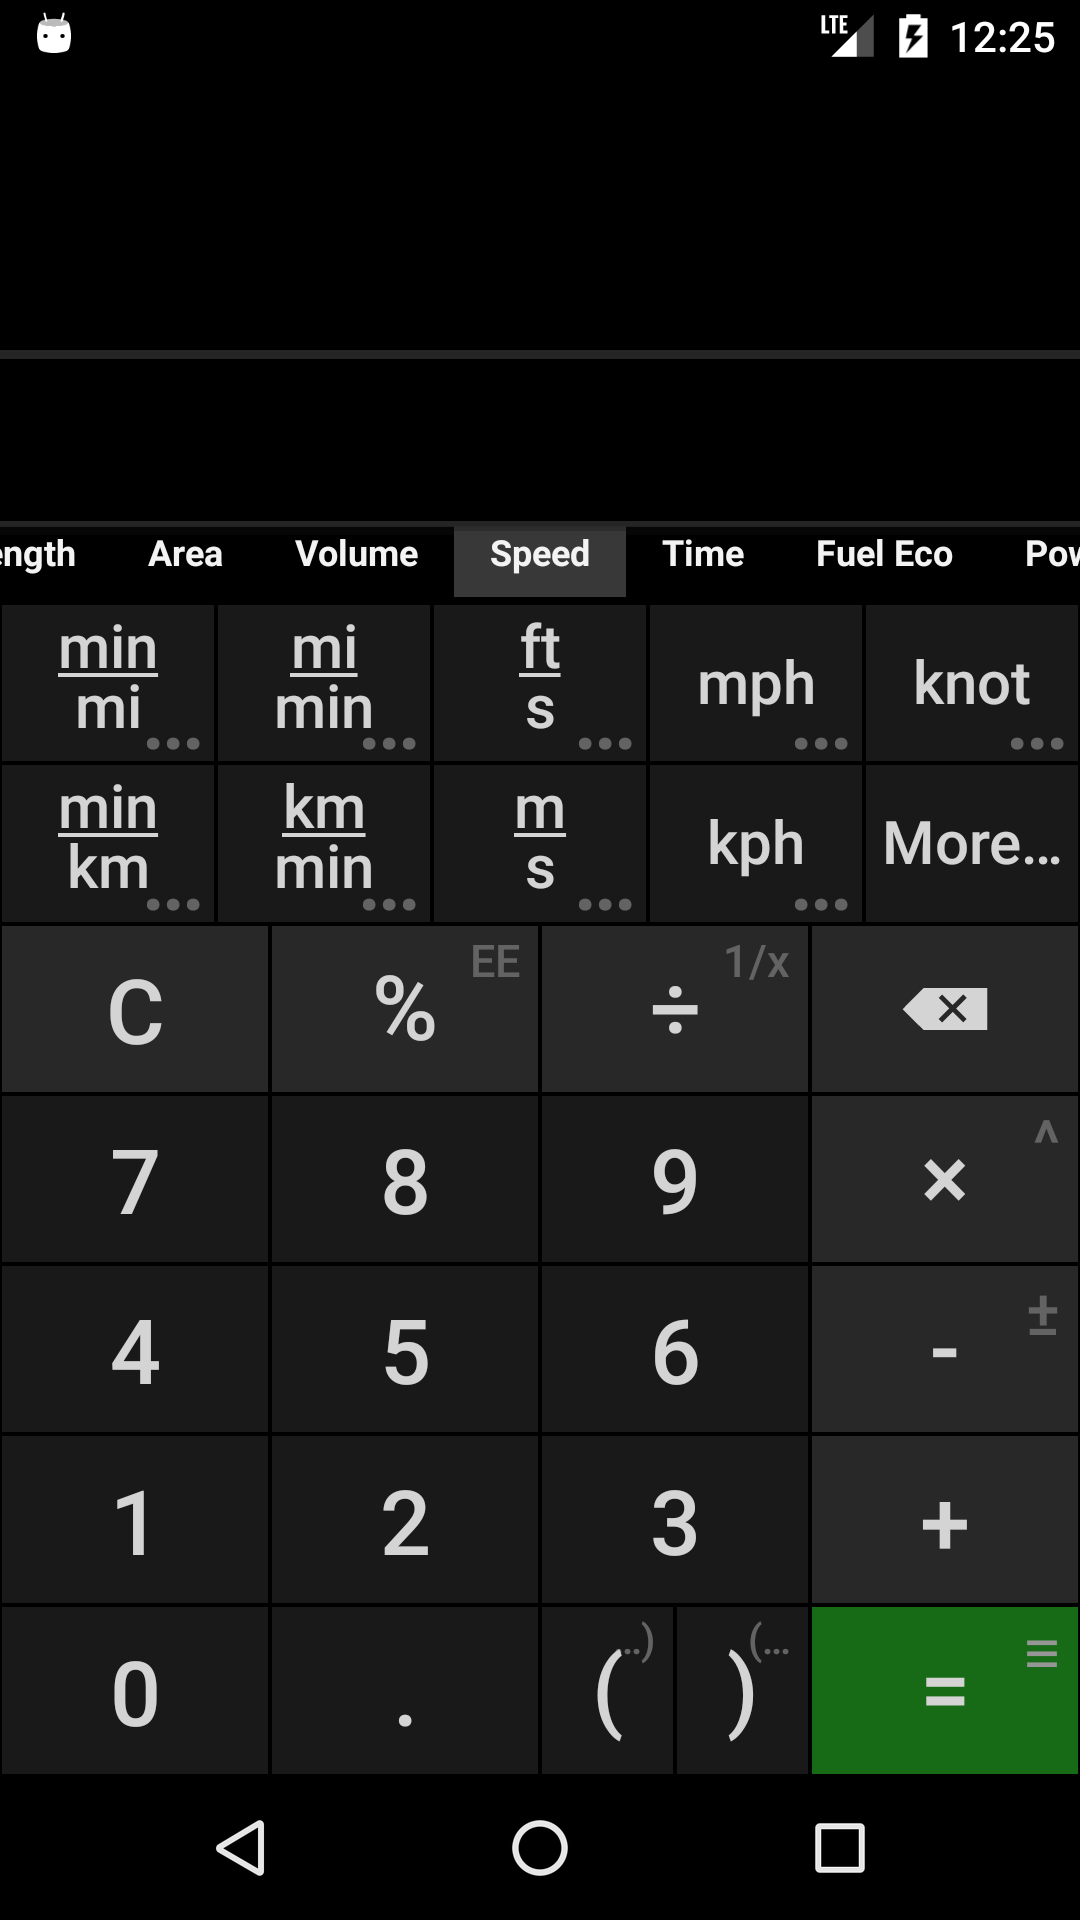 LTE 12:25
ength Area Volume Speed Time Fuel Eco Pow
min mi ft mph knot
mi min s
min km m kph More...
km min s
C % EE ÷ 1/x
7 8 9 × ^
4 5 6 - ±
1 2 3 +
0 . ( ..) ) (... =